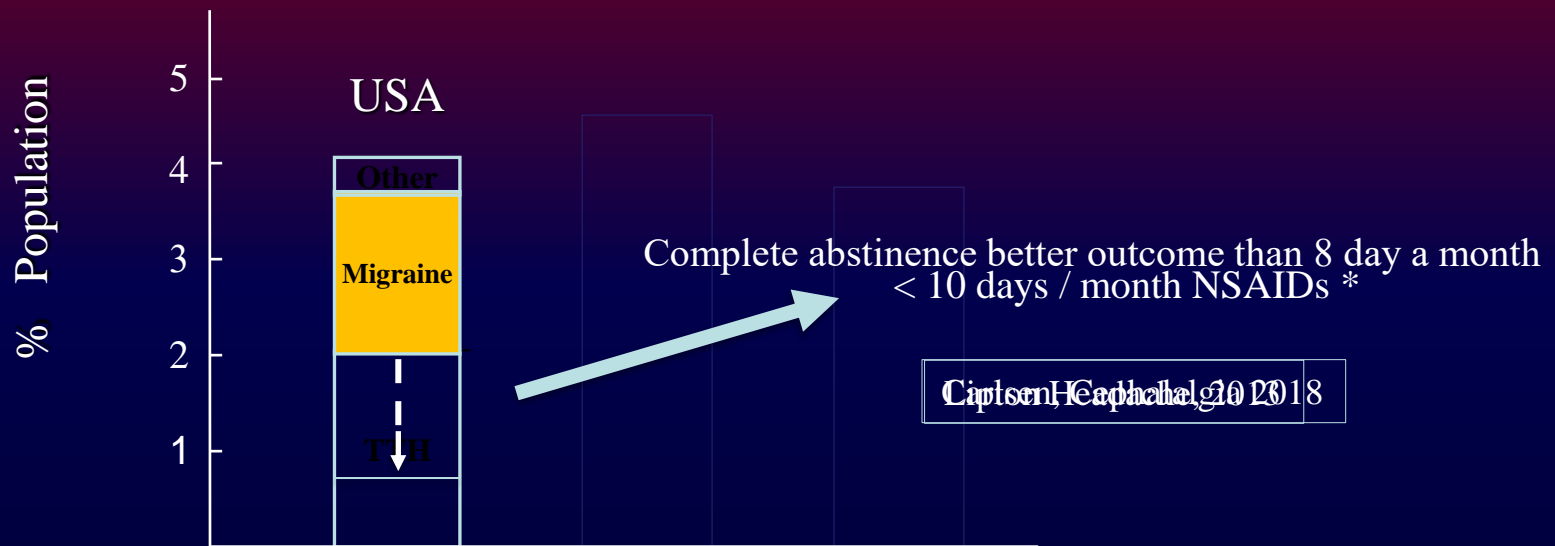 % Population
5
4
3
2
1
USA
Other
Migraine
TTH
Complete abstinence better outcome than 8 day a month
< 10 days / month NSAIDs *